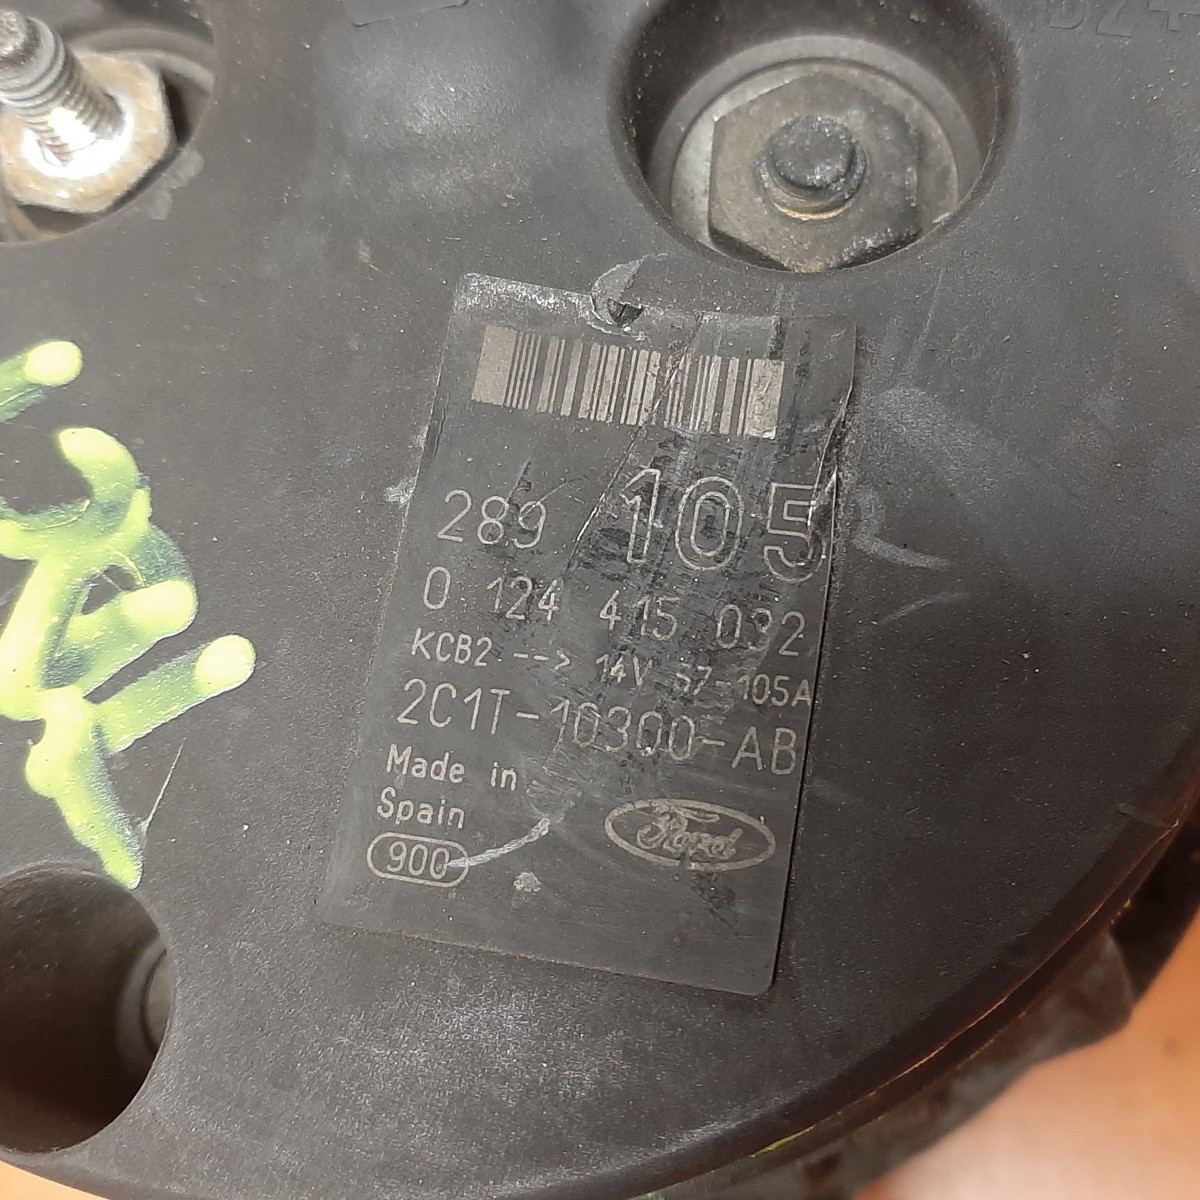 289 105
0 124 415 032
KCB2 --> 14V 57-105A
2C1T-10300-AB
Made in
Spain
900 Ford